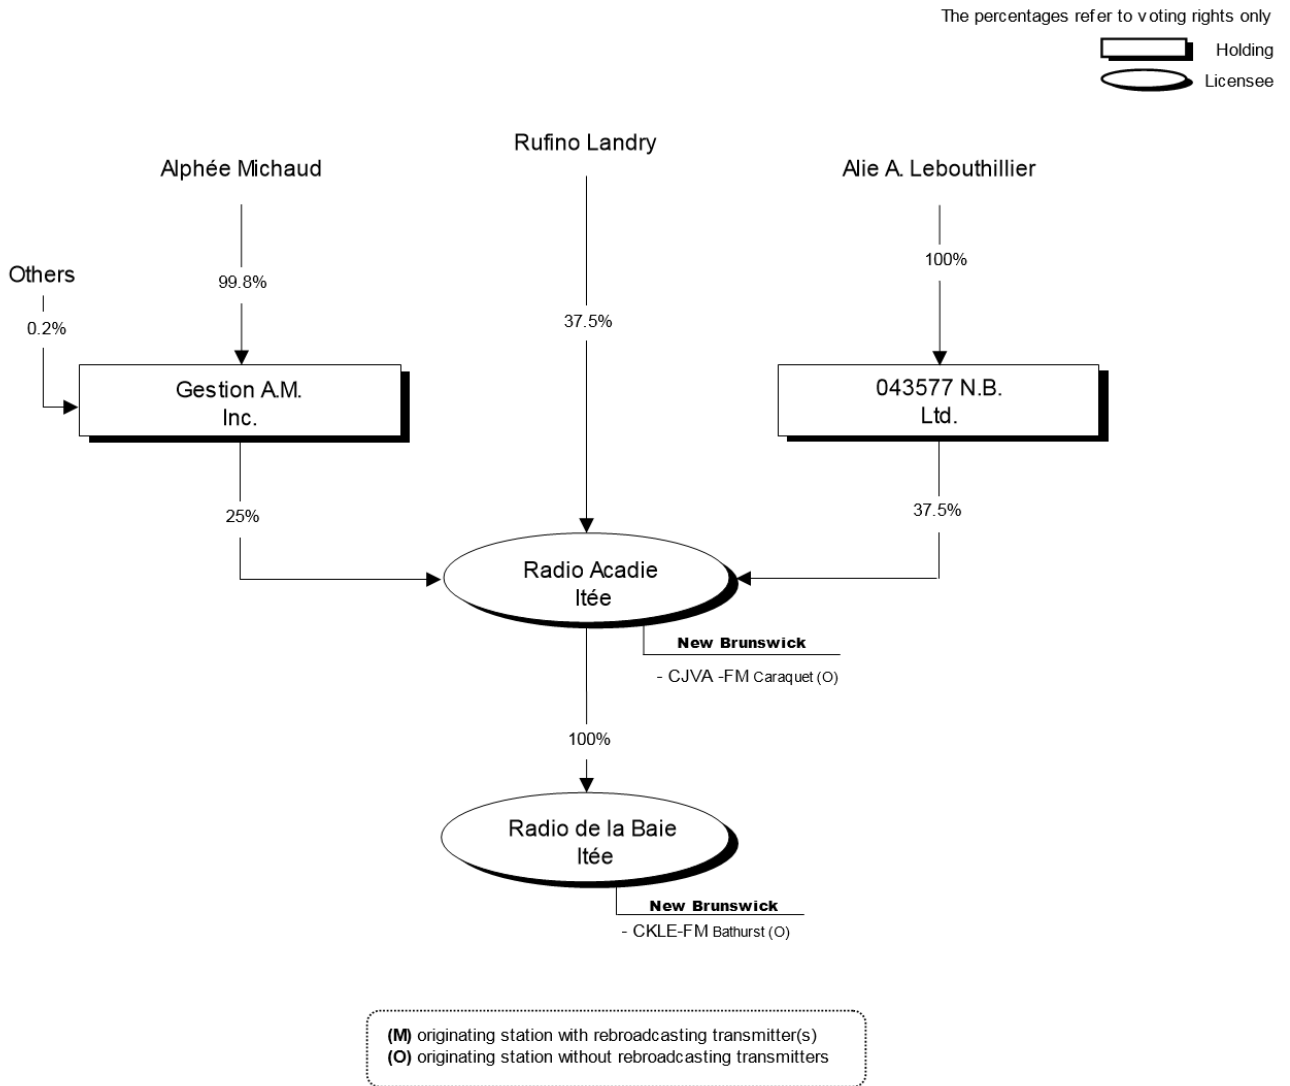 The percentages refer to voting rights only
Holding
Licensee
Rufino Landry
Alphée Michaud
Alie A. Lebouthillier
100%
Others
99.8%
0.2%
37.5%
Gestion A.M.
Inc.
043577 N.B.
Ltd.
25%
37.5%
Radio Acadie
ltée
New Brunswick
- CJVA -FM Caraquet (O)
100%
Radio de la Baie
ltée
New Brunswick
- CKLE-FM Bathurst (O)
(M) originating station with rebroadcasting transmitter(s)
(O) originating station without rebroadcasting transmitters